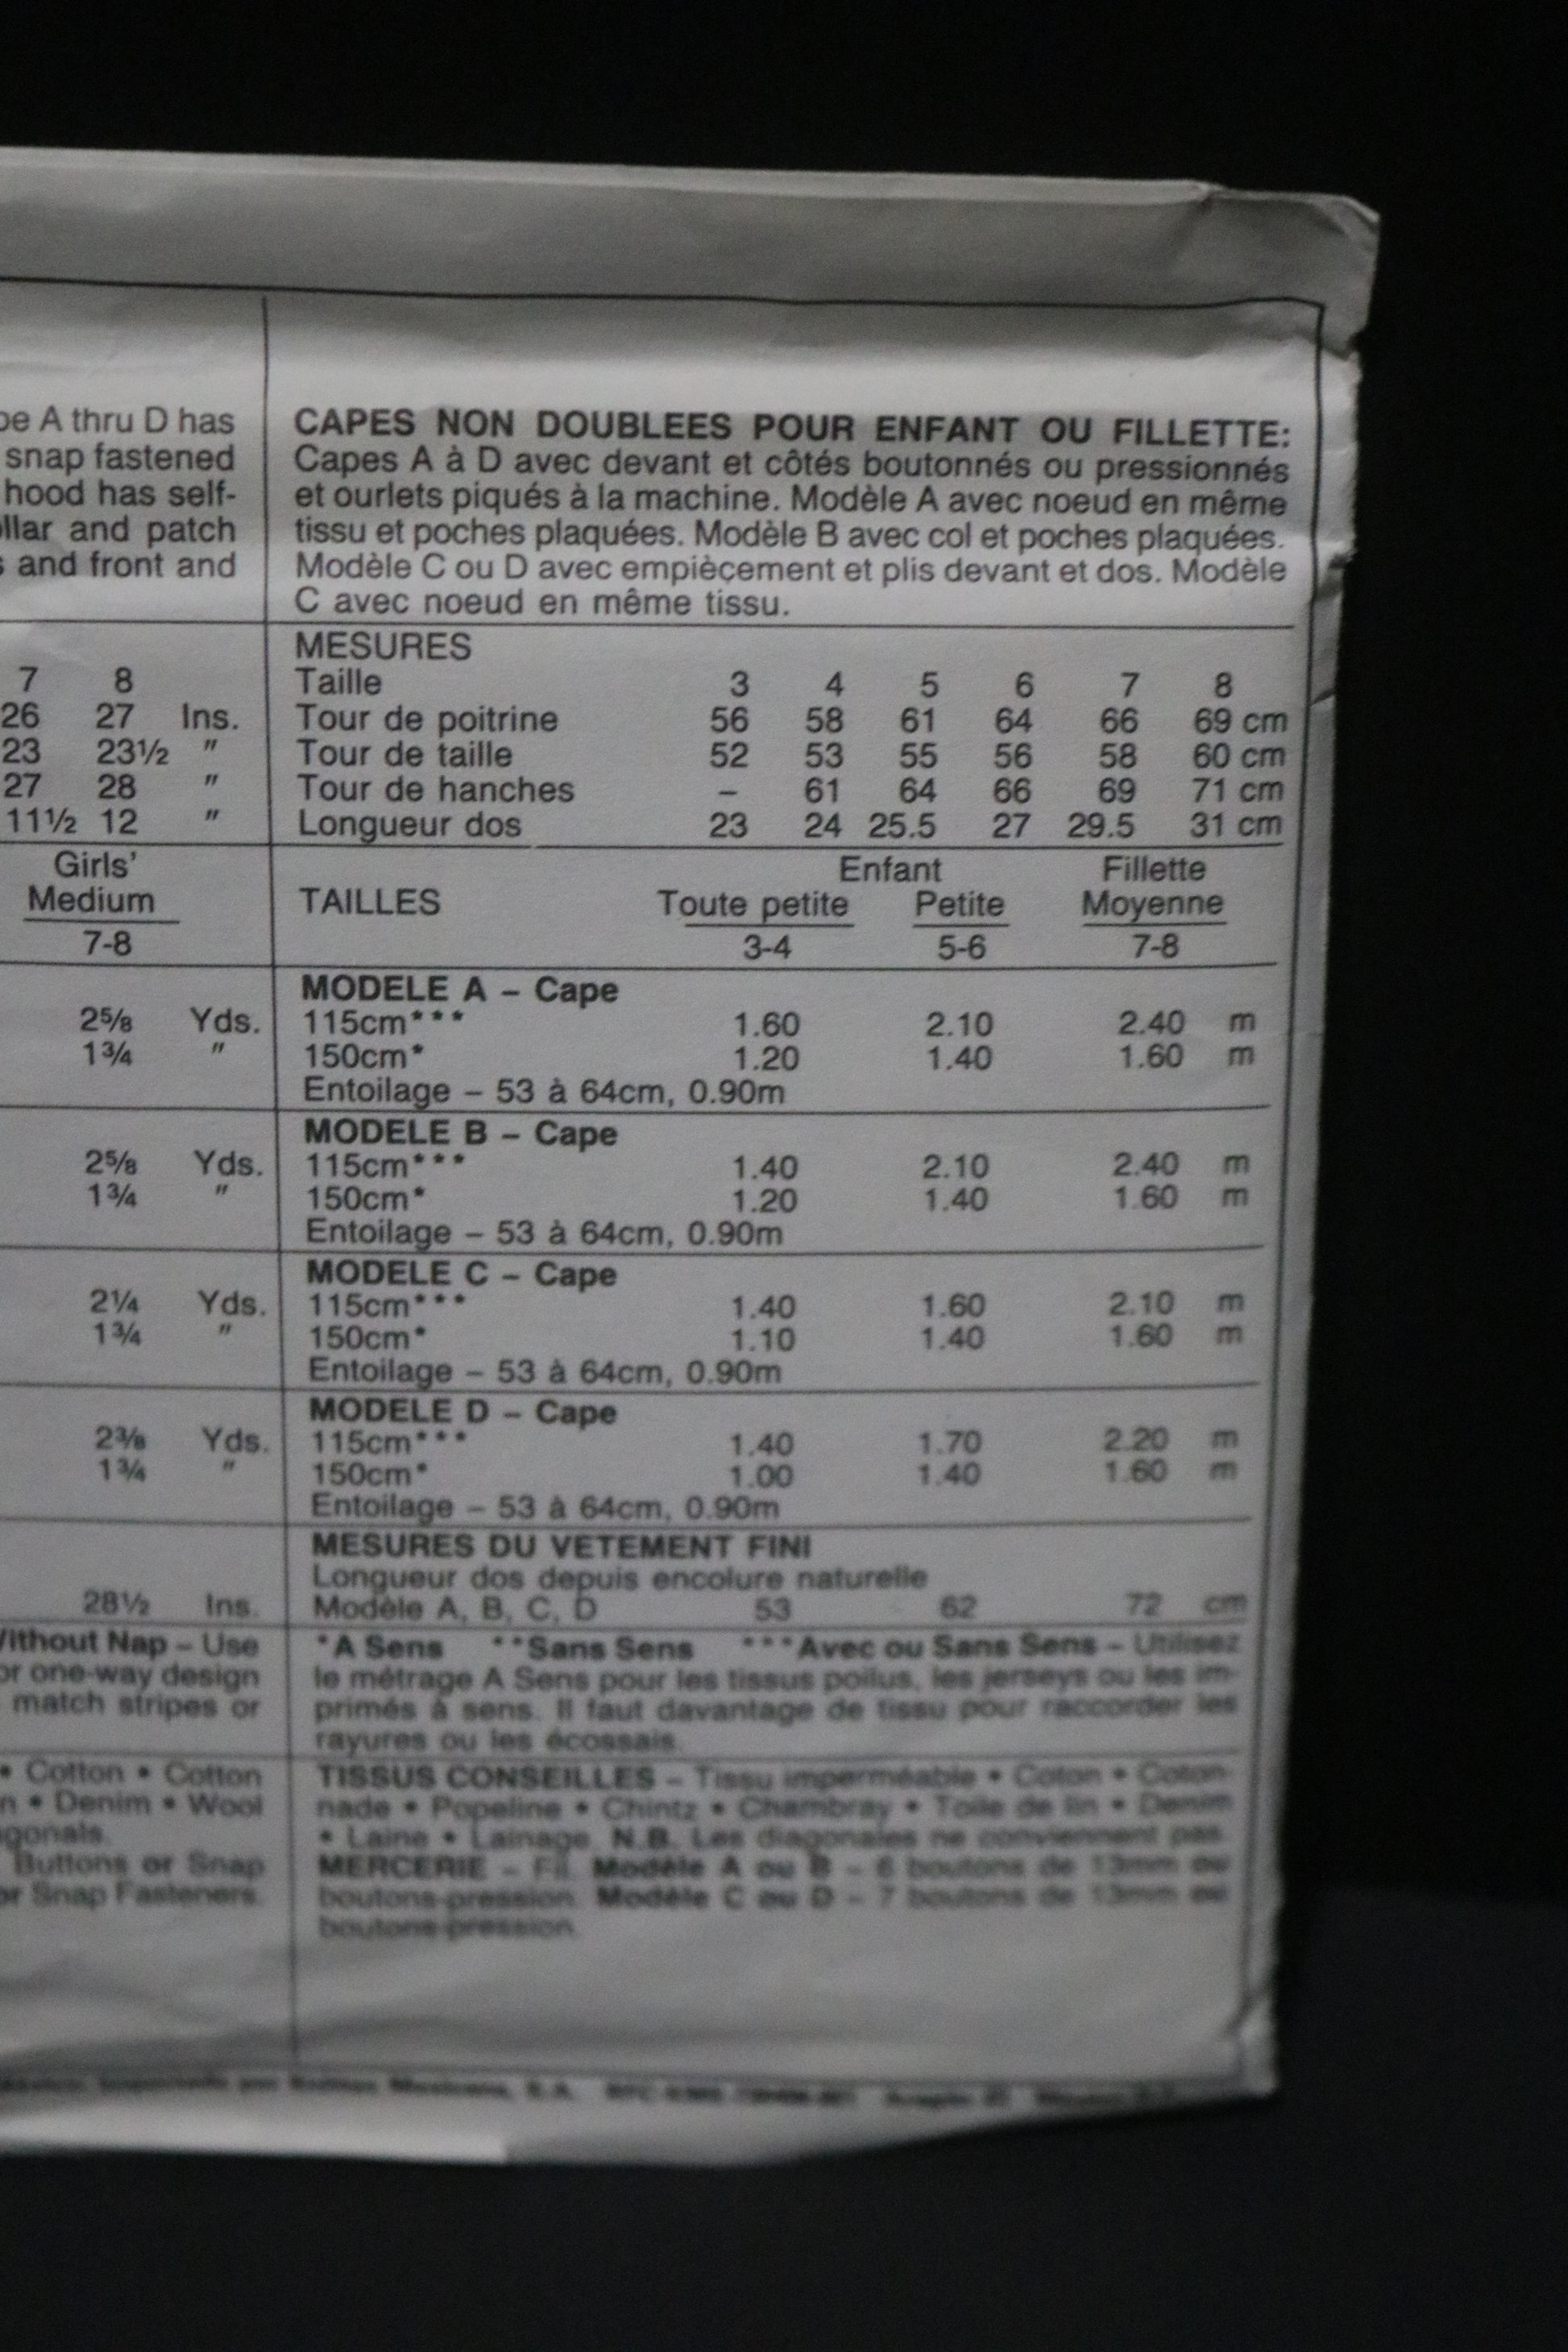 pe A thru D has
snap fastened
hood has self-
ollar and patch
s and front and
7 8
26 27 Ins.
23 23½ "
27 28 "
11½ 12 "
Girls'
Medium
7-8
2⅝ Yds.
1¾ "
2⅝ Yds.
1¾ "
2¼ Yds.
1¾ "
2⅜ Yds.
1¾ "
28½ Ins.
Without Nap – Use
or one-way design
match stripes or
• Cotton • Cotton
n • Denim • Wool
agonals.
Buttons or Snap
or Snap Fasteners.
CAPES NON DOUBLEES POUR ENFANT OU FILLETTE:
Capes A à D avec devant et côtés boutonnés ou pressionnés
et ourlets piqués à la machine. Modèle A avec noeud en même
tissu et poches plaquées. Modèle B avec col et poches plaquées.
Modèle C ou D avec empièçement et plis devant et dos. Modèle
C avec noeud en même tissu.
MESURES
Taille 3 4 5 6 7 8
Tour de poitrine 56 58 61 64 66 69 cm
Tour de taille 52 53 55 56 58 60 cm
Tour de hanches – 61 64 66 69 71 cm
Longueur dos 23 24 25.5 27 29.5 31 cm
Enfant Fillette
TAILLES Toute petite Petite Moyenne
3-4 5-6 7-8
MODELE A – Cape
115cm*** 1.60 2.10 2.40 m
150cm* 1.20 1.40 1.60 m
Entoilage – 53 à 64cm, 0.90m
MODELE B – Cape
115cm*** 1.40 2.10 2.40 m
150cm* 1.20 1.40 1.60 m
Entoilage – 53 à 64cm, 0.90m
MODELE C – Cape
115cm*** 1.40 1.60 2.10 m
150cm* 1.10 1.40 1.60 m
Entoilage – 53 à 64cm, 0.90m
MODELE D – Cape
115cm*** 1.40 1.70 2.20 m
150cm* 1.00 1.40 1.60 m
Entoilage – 53 à 64cm, 0.90m
MESURES DU VETEMENT FINI
Longueur dos depuis encolure naturelle
Modèle A, B, C, D 53 62 72 cm
*A Sens **Sans Sens ***Avec ou Sans Sens – Utilisez
le métrage A Sens pour les tissus poilus, les jerseys ou les im-
primés à sens. Il faut davantage de tissu pour raccorder les
rayures ou les écossais.
TISSUS CONSEILLES – Tissu imperméable • Coton • Coton-
nade • Popeline • Chintz • Chambray • Toile de lin • Denim
• Laine • Lainage. N.B. Les diagonales ne conviennent pas.
MERCERIE – Fil. Modèle A ou B – 6 boutons de 13mm ou
boutons-pression. Modèle C ou D – 7 boutons de 13mm ou
boutons-pression.